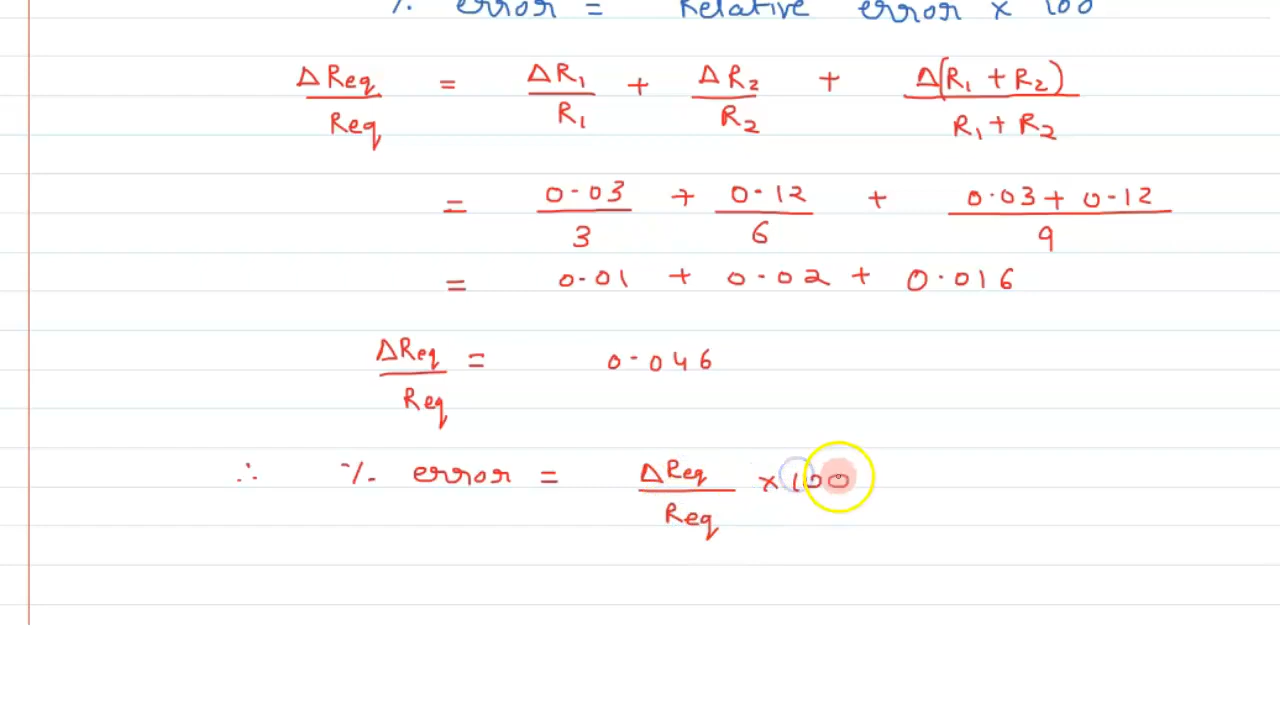 % error = Relative error × 100
ΔReq/Req = ΔR₁/R₁ + ΔR₂/R₂ + Δ(R₁ + R₂)/R₁ + R₂
= 0.03/3 + 0.12/6 + 0.03 + 0.12/9
= 0.01 + 0.02 + 0.016
ΔReq/Req = 0.046
∴ % error = ΔReq/Req × 100